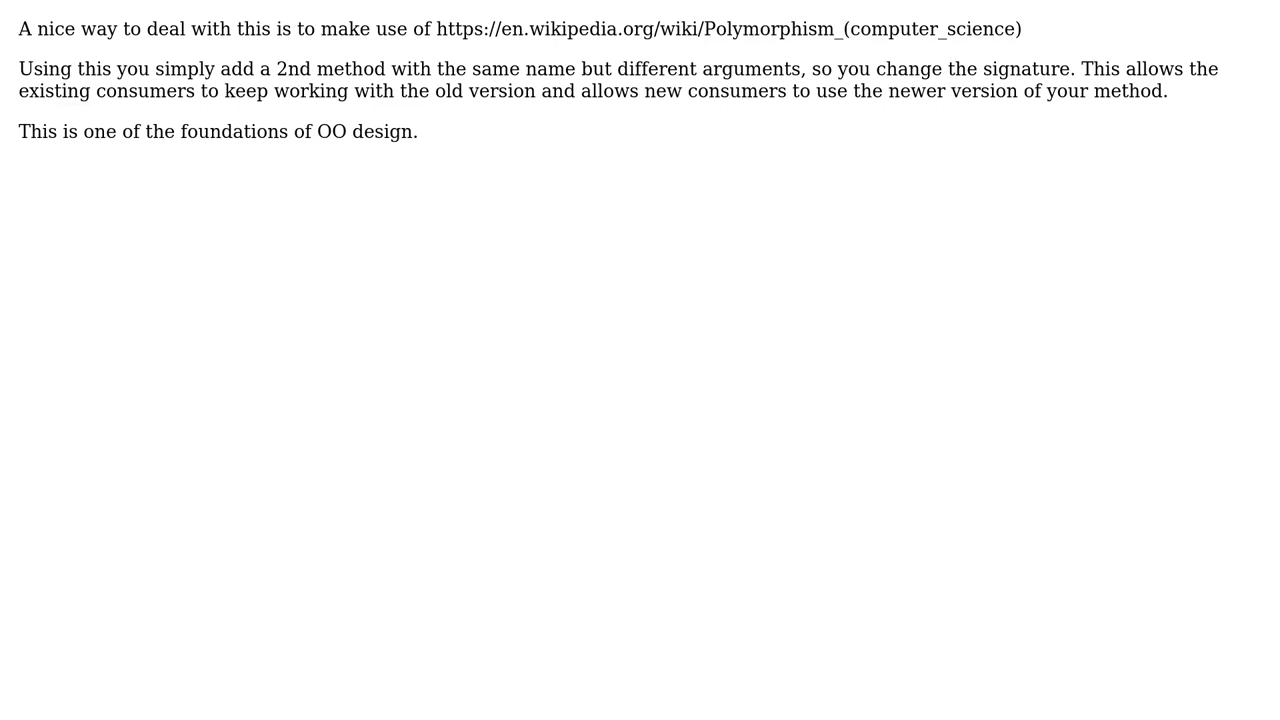 A nice way to deal with this is to make use of https://en.wikipedia.org/wiki/Polymorphism_(computer_science)
Using this you simply add a 2nd method with the same name but different arguments, so you change the signature. This allows the
existing consumers to keep working with the old version and allows new consumers to use the newer version of your method.
This is one of the foundations of OO design.